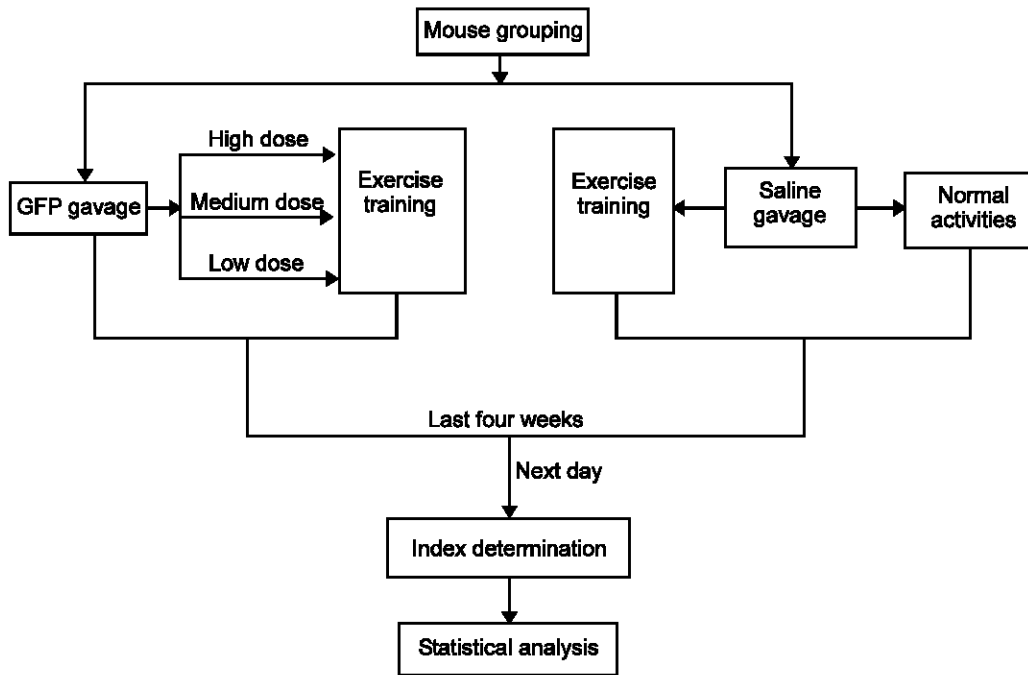 Mouse grouping
High dose
GFP gavage
Medium dose
Low dose
Exercise
training
Exercise
training
Saline
gavage
Normal
activities
Last four weeks
Next day
Index determination
Statistical analysis